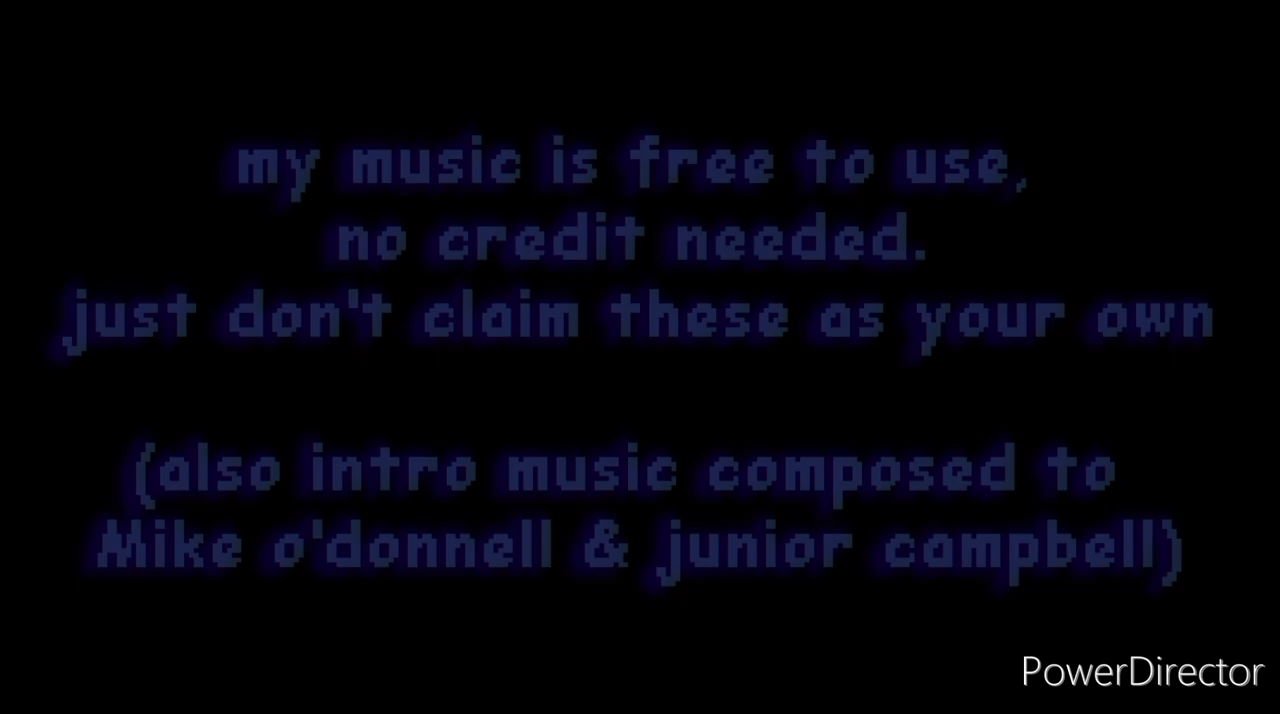 my music is free to use,
no credit needed.
just don't claim these as your own
(also intro music composed to
Mike o'donnell & junior campbell)
PowerDirector